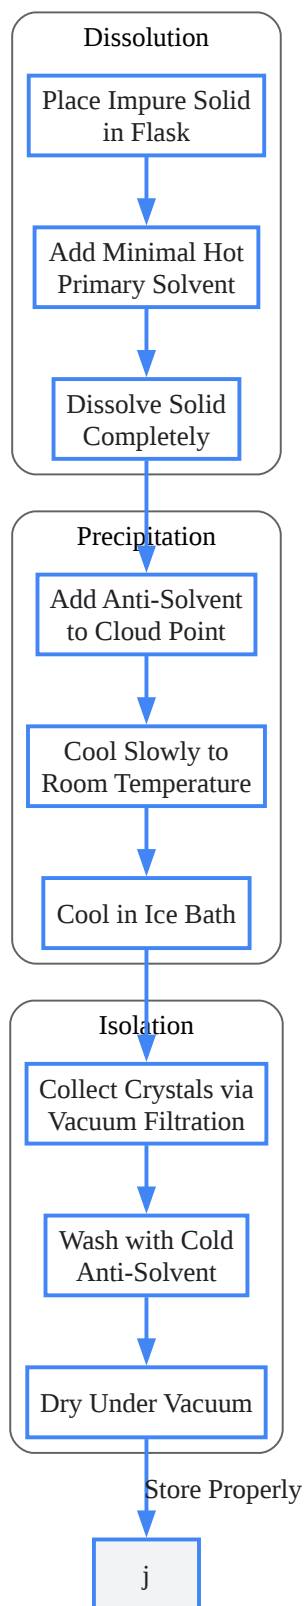 Dissolution
Place Impure Solid
in Flask
Add Minimal Hot
Primary Solvent
Dissolve Solid
Completely
Precipitation
Add Anti-Solvent
to Cloud Point
Cool Slowly to
Room Temperature
Cool in Ice Bath
Isolation
Collect Crystals via
Vacuum Filtration
Wash with Cold
Anti-Solvent
Dry Under Vacuum
Store Properly
j